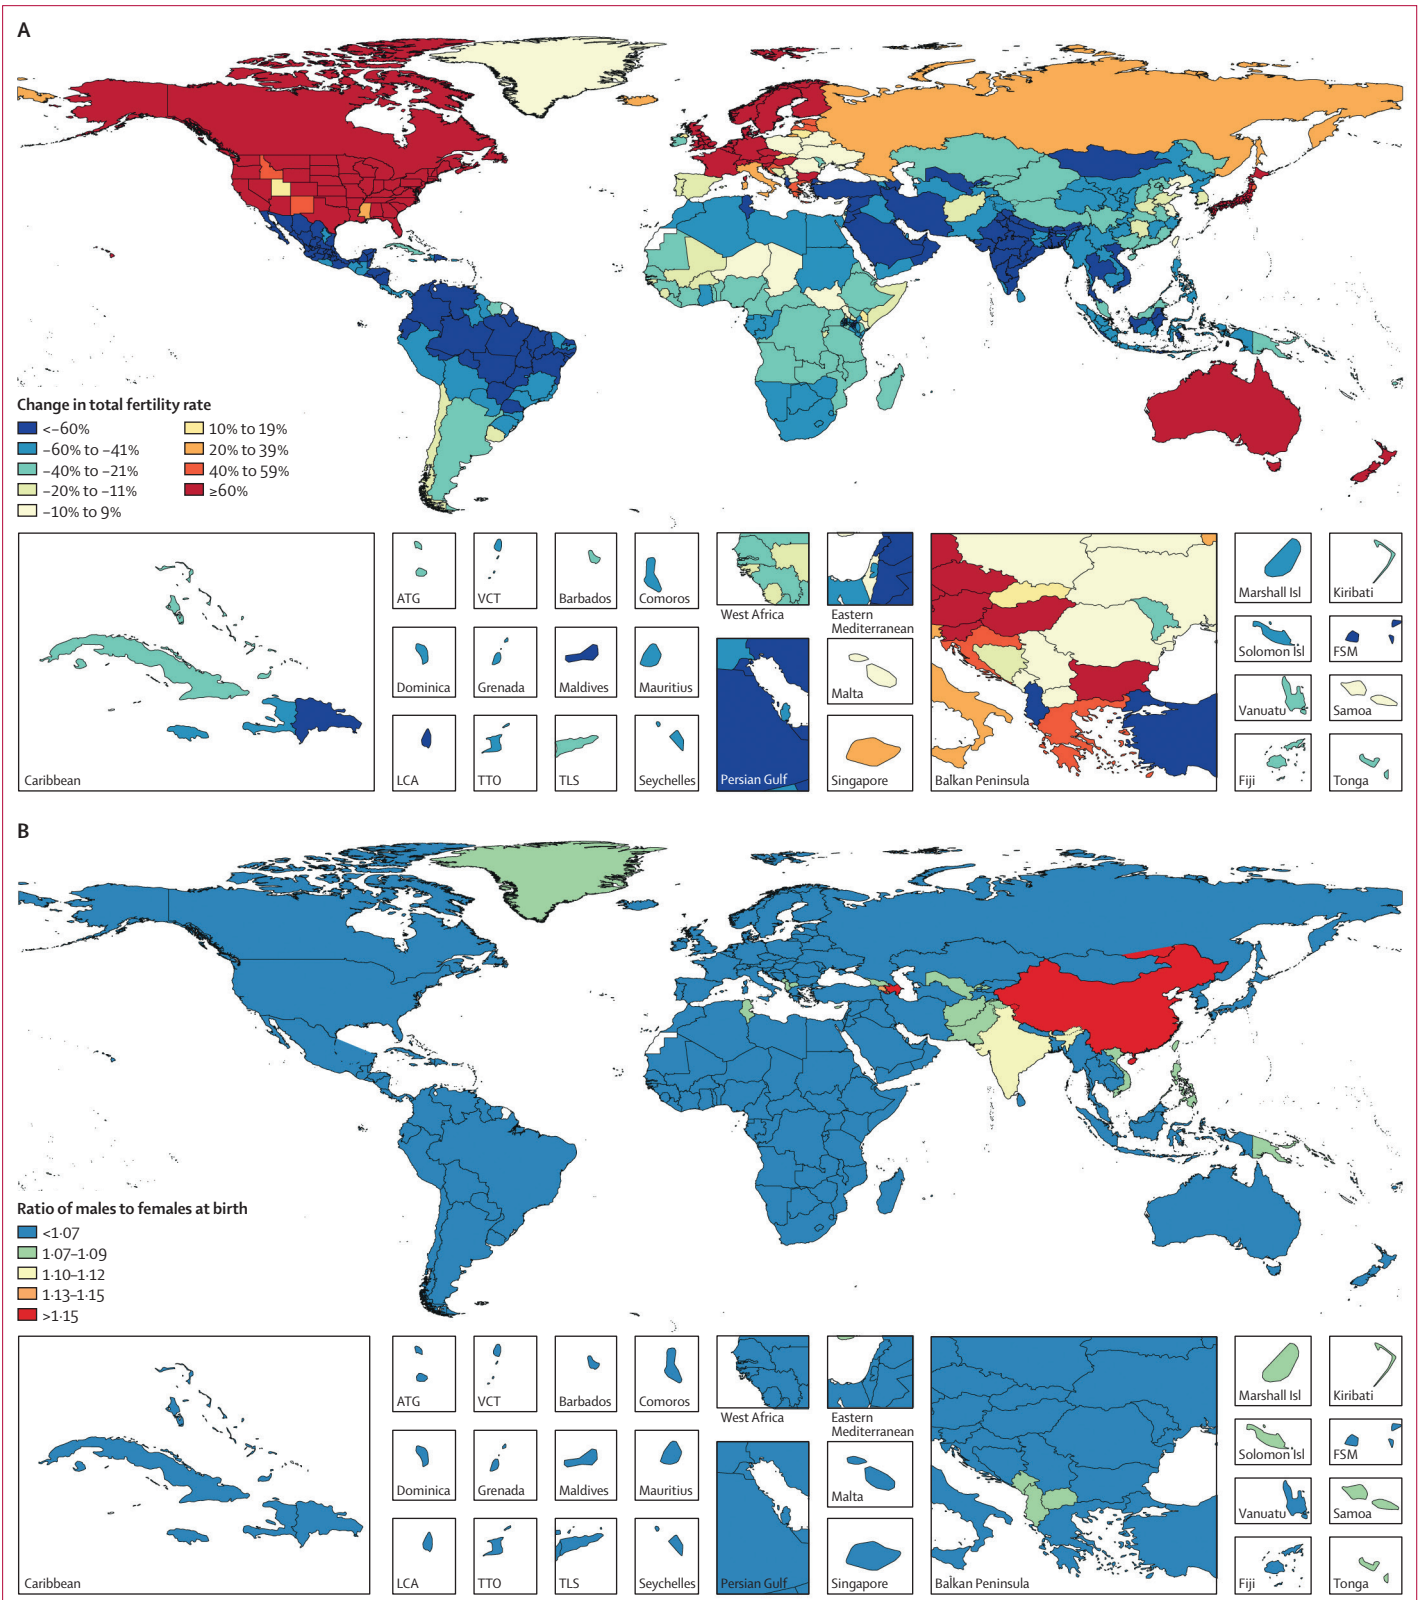 A
Change in total fertility rate
<–60%
–60% to –41%
–40% to –21%
–20% to –11%
–10% to 9%
10% to 19%
20% to 39%
40% to 59%
≥60%
Caribbean
ATG
VCT
Barbados
Comoros
Dominica
Grenada
Maldives
Mauritius
LCA
TTO
TLS
Seychelles
West Africa
Eastern
Mediterranean
Persian Gulf
Malta
Singapore
Balkan Peninsula
Marshall Isl
Kiribati
Solomon Isl
FSM
Vanuatu
Samoa
Fiji
Tonga
B
Ratio of males to females at birth
<1·07
1·07–1·09
1·10–1·12
1·13–1·15
>1·15
Caribbean
ATG
VCT
Barbados
Comoros
Dominica
Grenada
Maldives
Mauritius
LCA
TTO
TLS
Seychelles
West Africa
Eastern
Mediterranean
Persian Gulf
Malta
Singapore
Balkan Peninsula
Marshall Isl
Kiribati
Solomon Isl
FSM
Vanuatu
Samoa
Fiji
Tonga